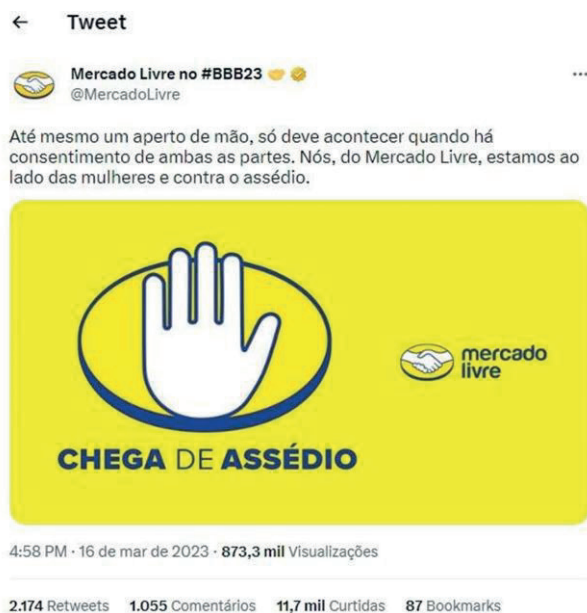 Tweet
Mercado Livre no #BBB23
@MercadoLivre
Até mesmo um aperto de mão, só deve acontecer quando há
consentimento de ambas as partes. Nós, do Mercado Livre, estamos ao
lado das mulheres e contra o assédio.
mercado
livre
CHEGA DE ASSÉDIO
4:58 PM · 16 de mar de 2023 · 873,3 mil Visualizações
2.174 Retweets 1.055 Comentários 11,7 mil Curtidas 87 Bookmarks